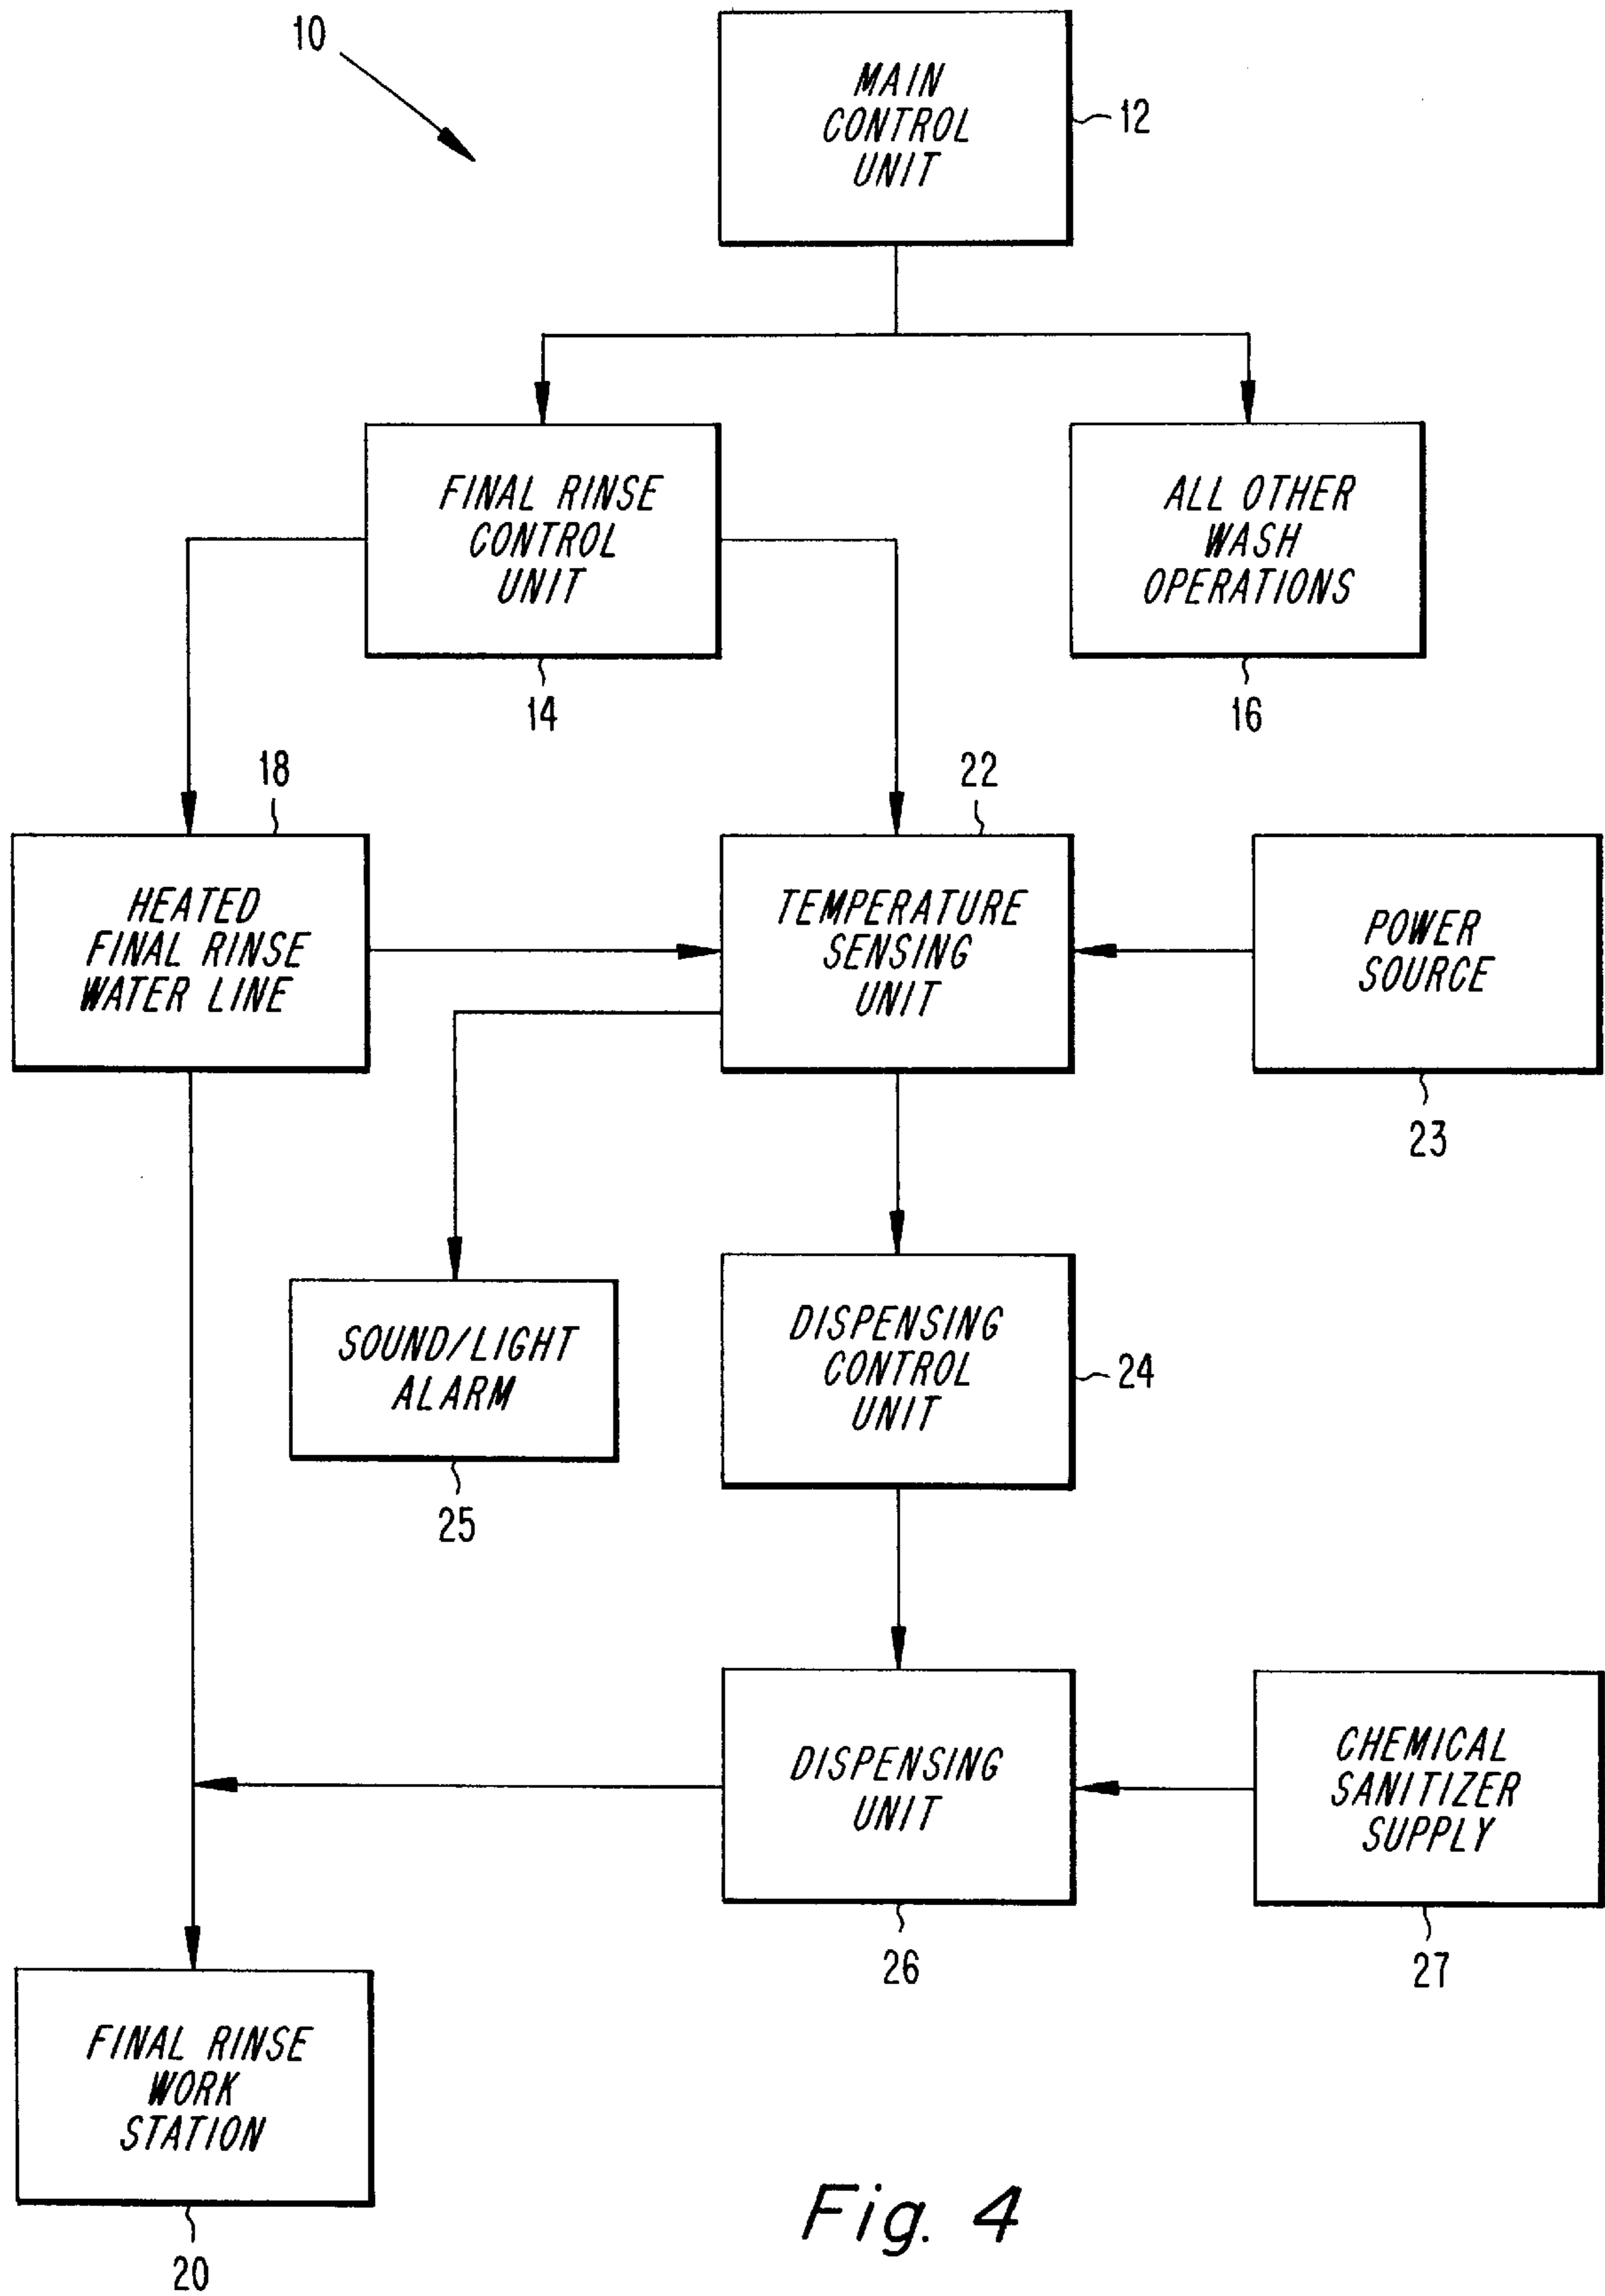 10
MAIN
CONTROL
UNIT
12
FINAL RINSE
CONTROL
UNIT
14
ALL OTHER
WASH
OPERATIONS
16
18
HEATED
FINAL RINSE
WATER LINE
22
TEMPERATURE
SENSING
UNIT
POWER
SOURCE
23
SOUND/LIGHT
ALARM
25
DISPENSING
CONTROL
UNIT
24
DISPENSING
UNIT
26
CHEMICAL
SANITIZER
SUPPLY
27
FINAL RINSE
WORK
STATION
20
Fig. 4